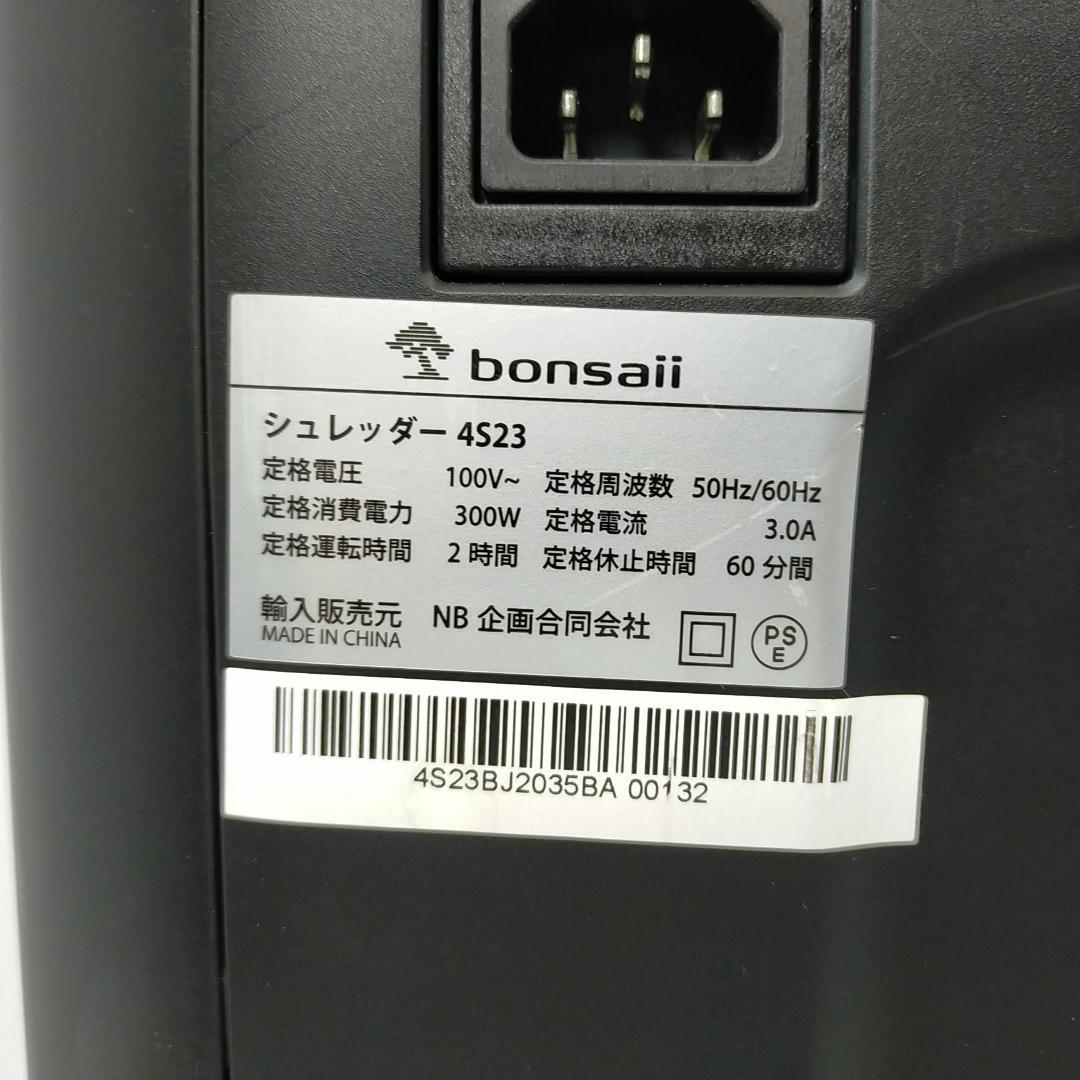 bonsaii
シュレッダー 4S23
定格電圧 100V~ 定格周波数 50Hz/60Hz
定格消費電力 300W 定格電流 3.0A
定格運転時間 2 時間 定格休止時間 60 分間
輸入販売元 NB 企画合同会社
MADE IN CHINA
PS
E
4S23BJ2035BA 00132